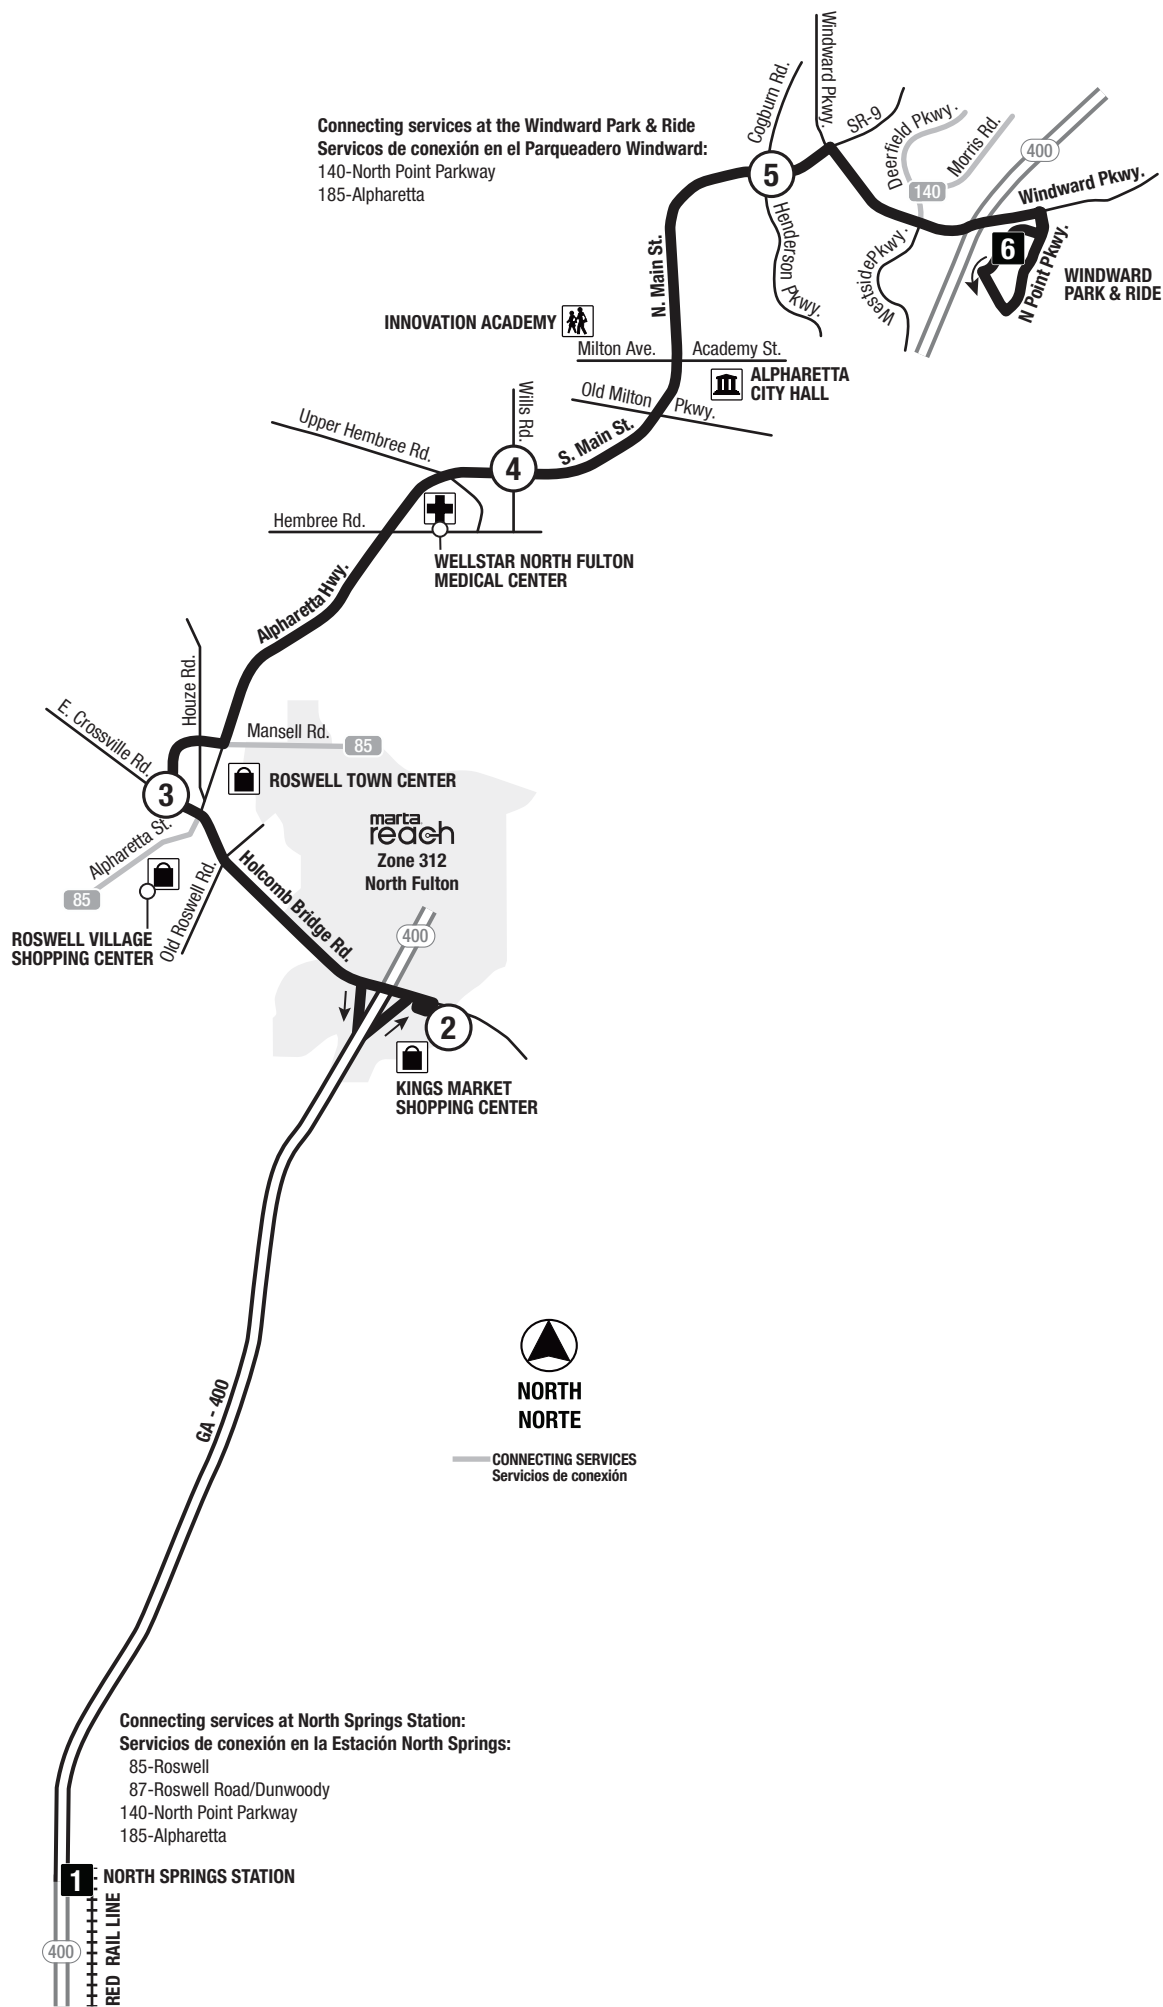 Connecting services at the Windward Park & Ride
Servicos de conexión en el Parqueadero Windward:
140-North Point Parkway
185-Alpharetta
Cogburn Rd.
Windward Pkwy.
SR-9
Deerfield Pkwy.
Morris Rd.
400
140
Windward Pkwy.
5
6
Henderson Pkwy.
WestsidePkwy.
N Point Pkwy.
WINDWARD
PARK & RIDE
N. Main St.
INNOVATION ACADEMY
Milton Ave.
Academy St.
ALPHARETTA
CITY HALL
Old Milton Pkwy.
Wills Rd.
S. Main St.
Upper Hembree Rd.
4
Hembree Rd.
WELLSTAR NORTH FULTON
MEDICAL CENTER
Alpharetta Hwy.
Houze Rd.
E. Crossville Rd.
Mansell Rd.
85
ROSWELL TOWN CENTER
3
marta
reach
Zone 312
North Fulton
Alpharetta St.
85
Old Roswell Rd.
Holcomb Bridge Rd.
ROSWELL VILLAGE
SHOPPING CENTER
400
2
KINGS MARKET
SHOPPING CENTER
GA - 400
NORTH
NORTE
CONNECTING SERVICES
Servicios de conexión
Connecting services at North Springs Station:
Servicios de conexión en la Estación North Springs:
85-Roswell
87-Roswell Road/Dunwoody
140-North Point Parkway
185-Alpharetta
1
NORTH SPRINGS STATION
400
RED RAIL LINE